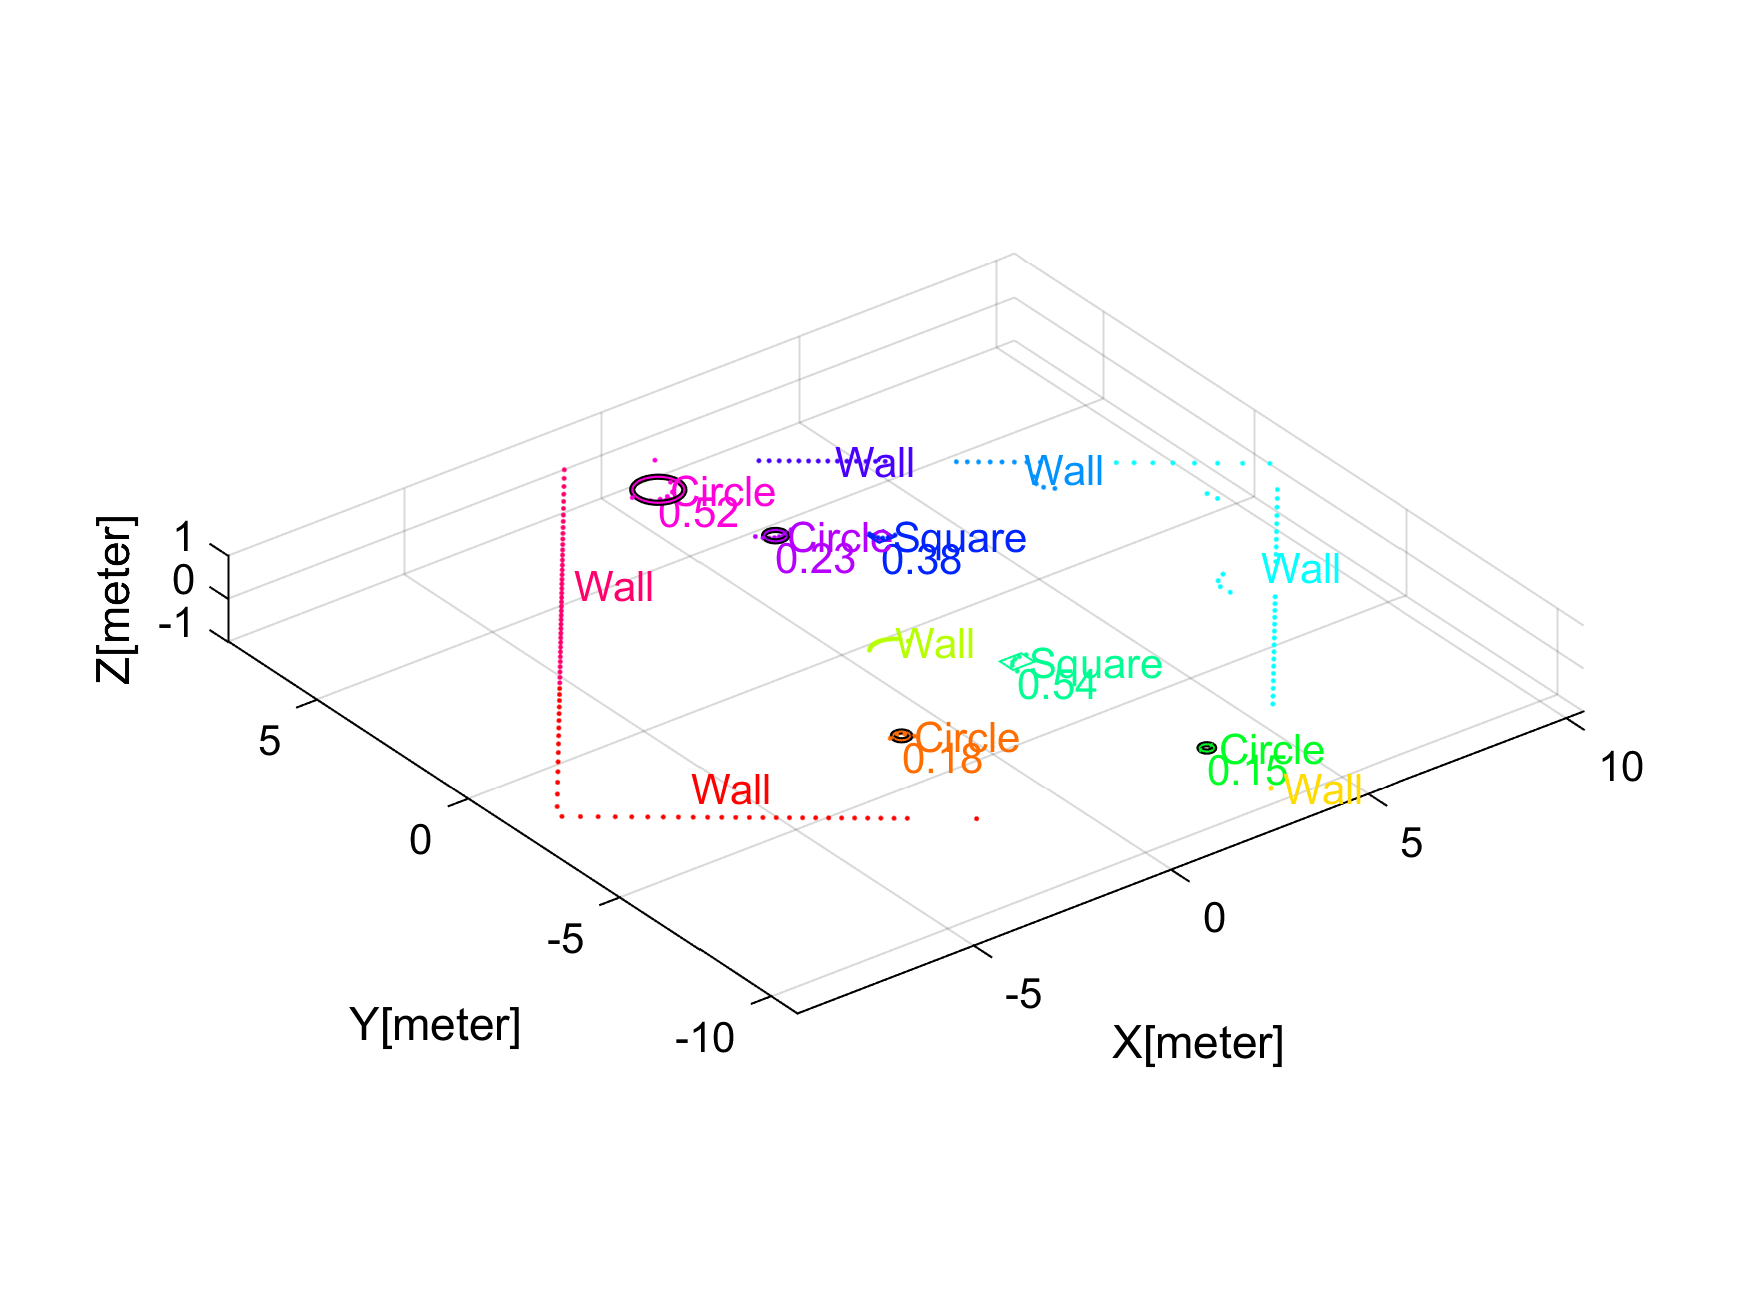 Wall
Wall
Circle
0.52
Circle
0.23
Square
0.38
Wall
Wall
Wall
Square
0.54
Circle
0.18
Circle
0.15
Wall
Wall
1
0
-1
Z[meter]
5
0
-5
-10
Y[meter]
10
5
0
-5
X[meter]